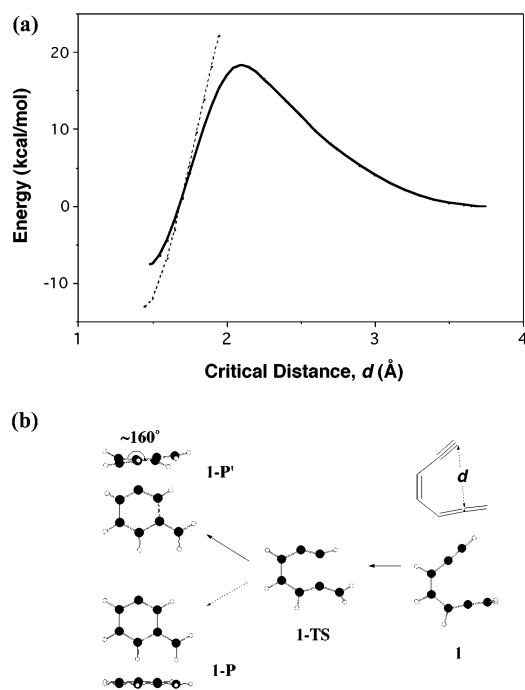 (a)
20
10
0
-10
Energy (kcal/mol)
1 2 3 4
Critical Distance, d (Å)
(b)
~160°
1-P'
d
1-TS
1
1-P